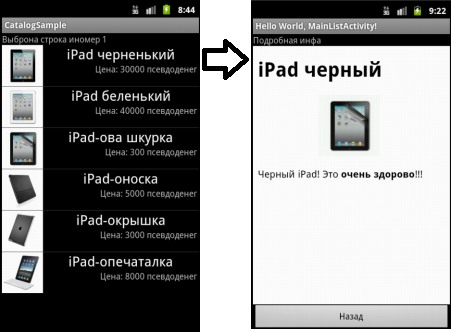 8:44
CatalogSample
Выброна строка иномер 1
iPad черненький
Цена: 30000 псевдоденег
iPad беленький
Цена: 40000 псевдоденег
iPad-ова шкурка
Цена: 300 псевдоденег
iPad-оноска
Цена: 5000 псевдоденег
iPad-окрышка
Цена: 3000 псевдоденег
iPad-опечаталка
Цена: 8000 псевдоденег
9:22
Hello World, MainListActivity!
Подробная инфа
iPad черный
Черный iPad! Это очень здорово!!!
Назад